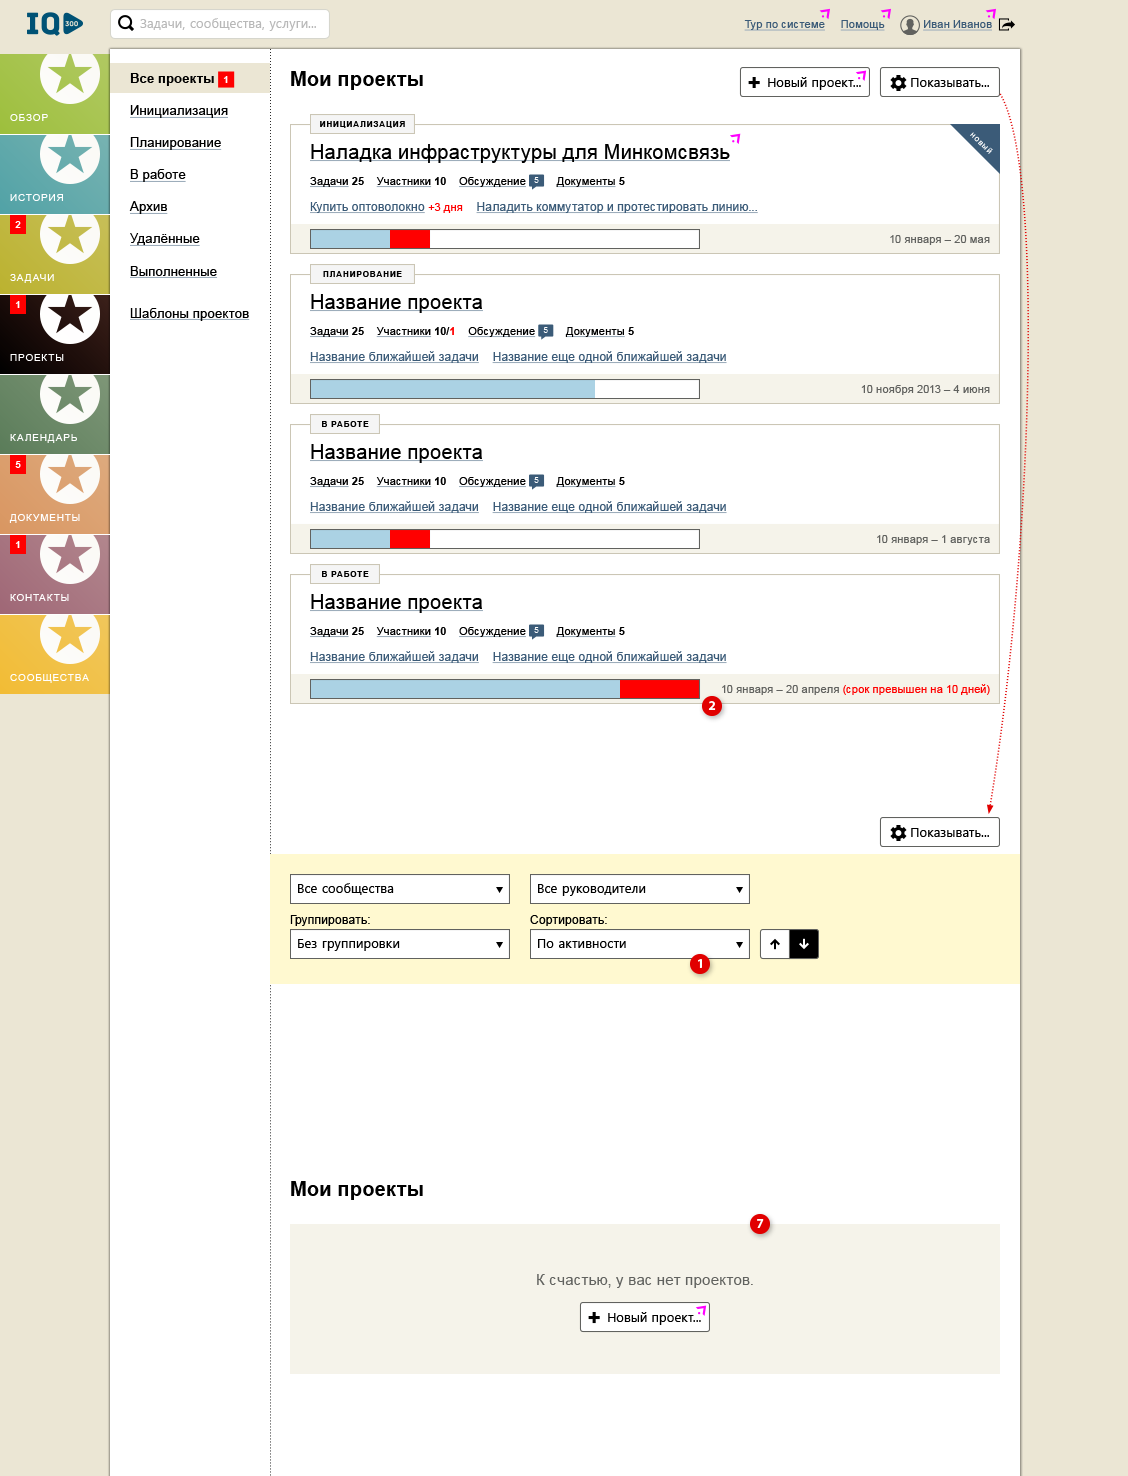 IQ 300
Задачи, сообщества, услуги...
Тур по системе
Помощь
Иван Иванов
ОБЗОР
ИСТОРИЯ
2
ЗАДАЧИ
1
ПРОЕКТЫ
КАЛЕНДАРЬ
5
ДОКУМЕНТЫ
1
КОНТАКТЫ
СООБЩЕСТВА
Все проекты 1
Инициализация
Планирование
В работе
Архив
Удалённые
Выполненные
Шаблоны проектов
Мои проекты
Новый проект...
Показывать...
ИНИЦИАЛИЗАЦИЯ
НОВЫЙ
Наладка инфраструктуры для Минкомсвязь
Задачи 25 Участники 10 Обсуждение 5 Документы 5
Купить оптоволокно +3 дня Наладить коммутатор и протестировать линию...
10 января – 20 мая
ПЛАНИРОВАНИЕ
Название проекта
Задачи 25 Участники 10/1 Обсуждение 5 Документы 5
Название ближайшей задачи Название еще одной ближайшей задачи
10 ноября 2013 – 4 июня
В РАБОТЕ
Название проекта
Задачи 25 Участники 10 Обсуждение 5 Документы 5
Название ближайшей задачи Название еще одной ближайшей задачи
10 января – 1 августа
В РАБОТЕ
Название проекта
Задачи 25 Участники 10 Обсуждение 5 Документы 5
Название ближайшей задачи Название еще одной ближайшей задачи
10 января – 20 апреля (срок превышен на 10 дней)
2
Показывать...
Все сообщества
Все руководители
Группировать:
Сортировать:
Без группировки
По активности
1
Мои проекты
7
К счастью, у вас нет проектов.
Новый проект...